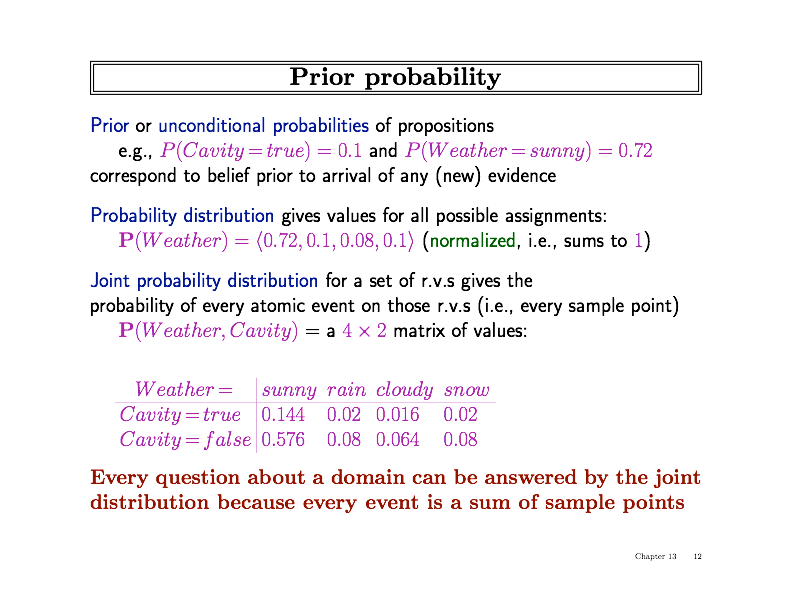 Prior probability
Prior or unconditional probabilities of propositions
e.g., P(Cavity = true) = 0.1 and P(Weather = sunny) = 0.72
correspond to belief prior to arrival of any (new) evidence
Probability distribution gives values for all possible assignments:
P(Weather) = ⟨0.72, 0.1, 0.08, 0.1⟩ (normalized, i.e., sums to 1)
Joint probability distribution for a set of r.v.s gives the
probability of every atomic event on those r.v.s (i.e., every sample point)
P(Weather, Cavity) = a 4 × 2 matrix of values:
Weather = sunny rain cloudy snow
Cavity = true 0.144 0.02 0.016 0.02
Cavity = false 0.576 0.08 0.064 0.08
Every question about a domain can be answered by the joint
distribution because every event is a sum of sample points
Chapter 13 12